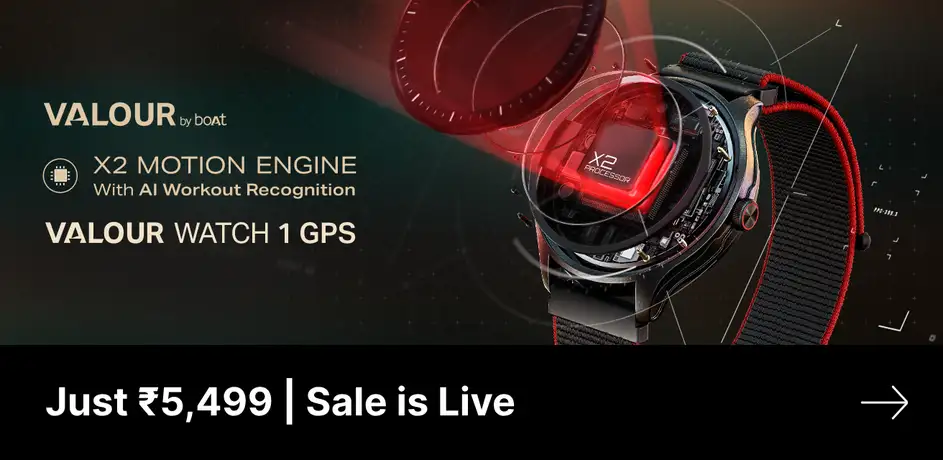 VALOUR by boAt
X2 MOTION ENGINE
With AI Workout Recognition
VALOUR WATCH 1 GPS
X2
PROCESSOR
Just ₹5,499 | Sale is Live